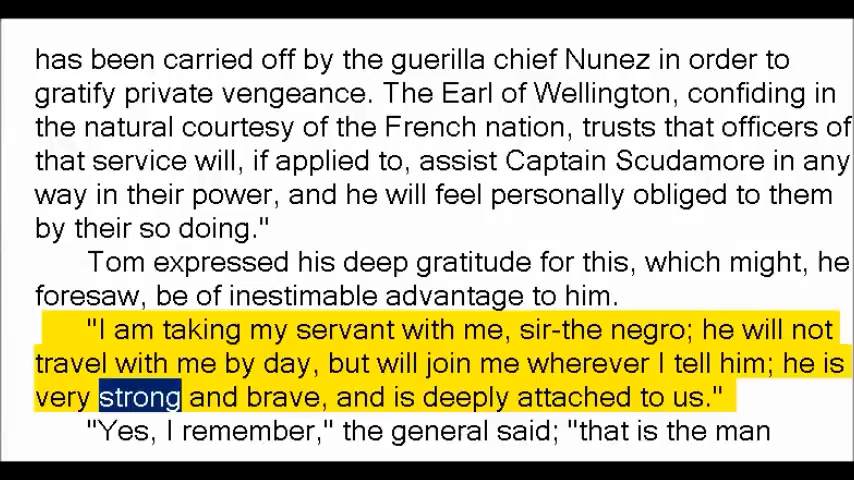 has been carried off by the guerilla chief Nunez in order to
gratify private vengeance. The Earl of Wellington, confiding in
the natural courtesy of the French nation, trusts that officers of
that service will, if applied to, assist Captain Scudamore in any
way in their power, and he will feel personally obliged to them
by their so doing."
Tom expressed his deep gratitude for this, which might, he
foresaw, be of inestimable advantage to him.
"I am taking my servant with me, sir-the negro; he will not
travel with me by day, but will join me wherever I tell him; he is
very strong and brave, and is deeply attached to us."
"Yes, I remember," the general said; "that is the man